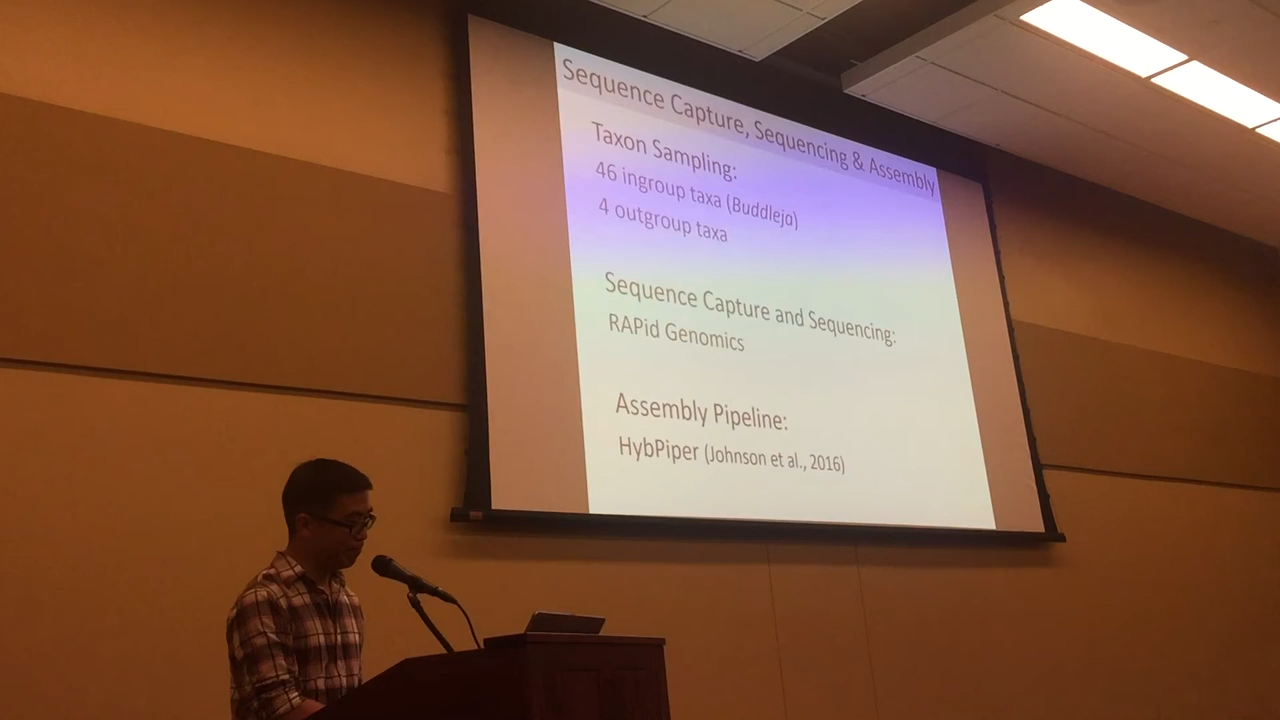 Sequence Capture, Sequencing & Assembly
Taxon Sampling:
46 ingroup taxa (Buddleja)
4 outgroup taxa
Sequence Capture and Sequencing:
RAPid Genomics
Assembly Pipeline:
HybPiper (Johnson et al., 2016)